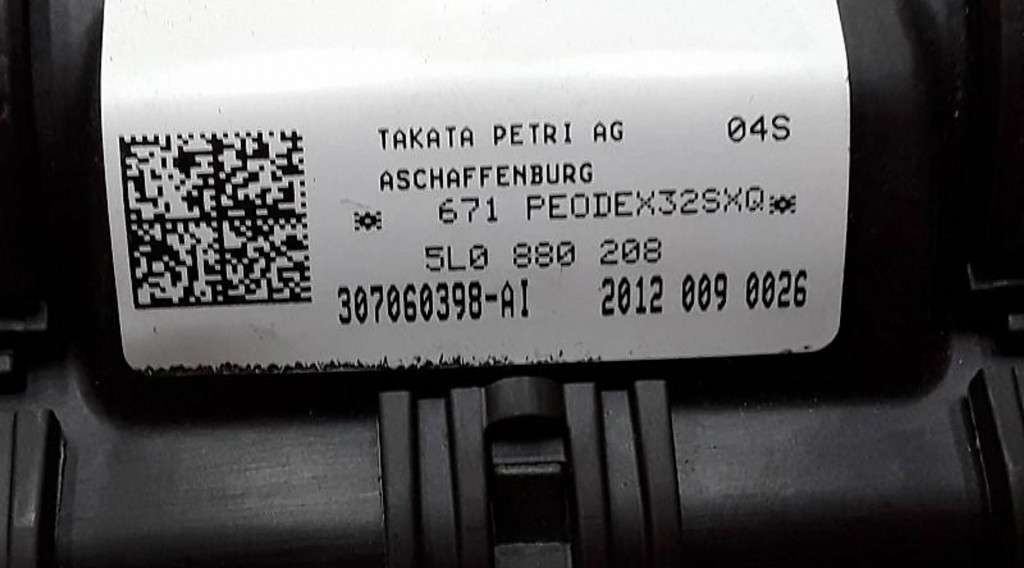 TAKATA PETRI AG 04S
ASCHAFFENBURG
671 PEODEX32SXQ
5L0 880 208
307060398-AI 2012 009 0026